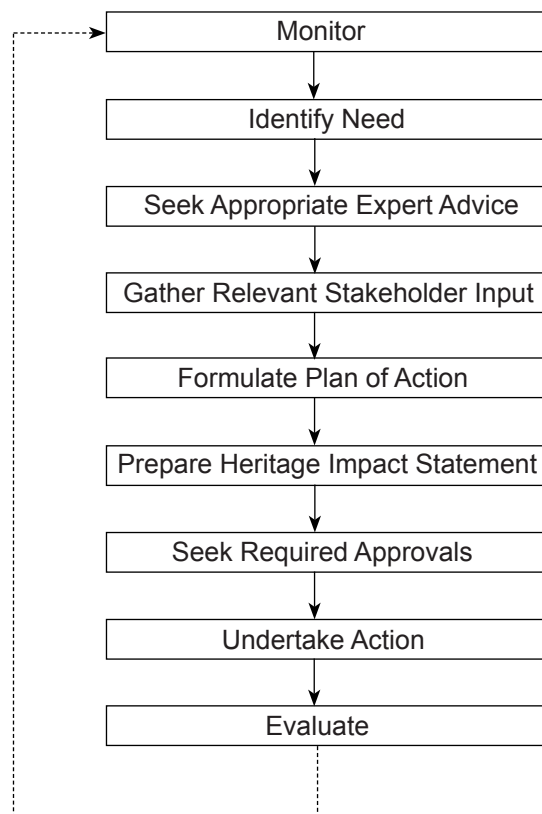 Monitor
Identify Need
Seek Appropriate Expert Advice
Gather Relevant Stakeholder Input
Formulate Plan of Action
Prepare Heritage Impact Statement
Seek Required Approvals
Undertake Action
Evaluate